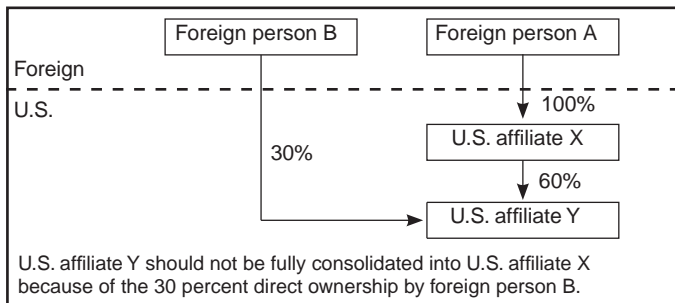 Foreign person B
Foreign person A
Foreign
U.S.
100%
U.S. affiliate X
30%
60%
U.S. affiliate Y
U.S. affiliate Y should not be fully consolidated into U.S. affiliate X
because of the 30 percent direct ownership by foreign person B.